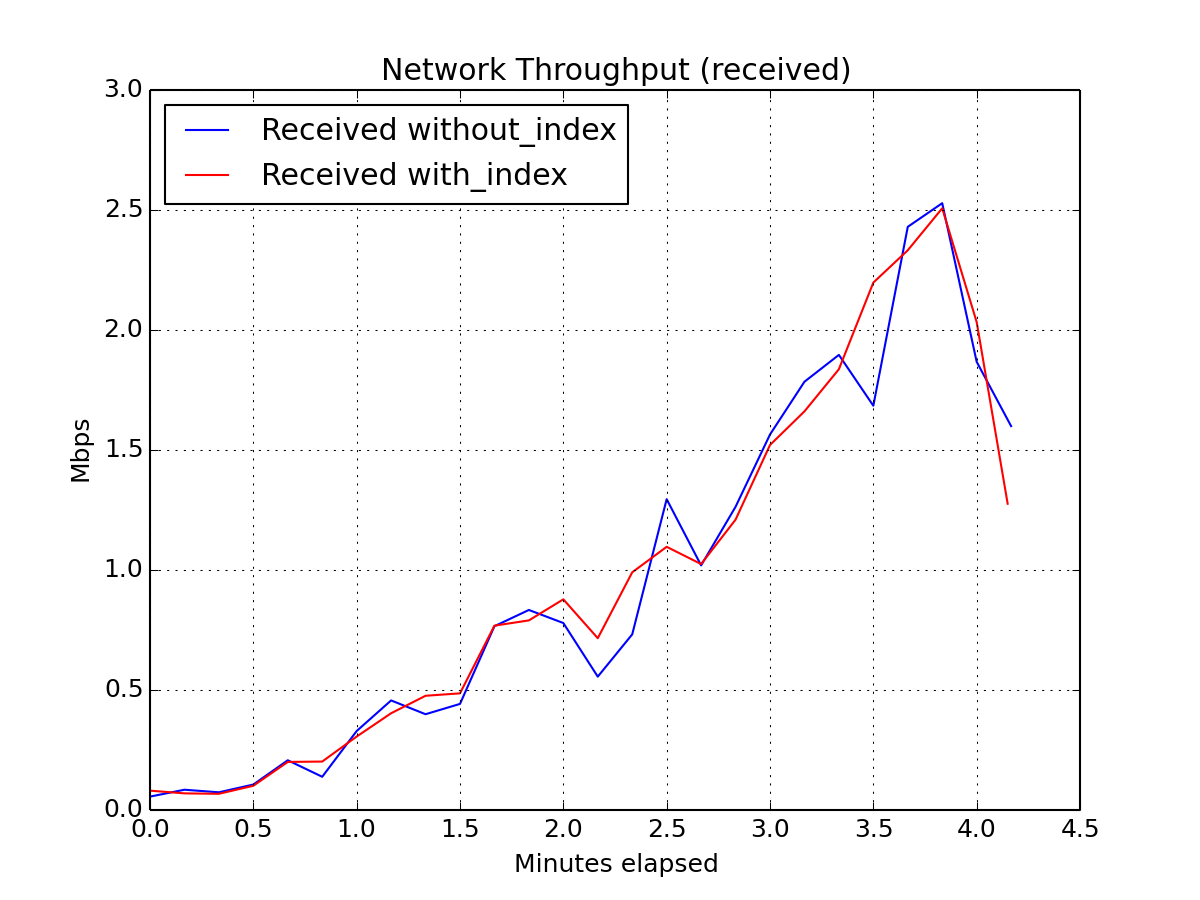 Network Throughput (received)
3.0
Received without_index
Received with_index
2.5
2.0
1.5
1.0
0.5
0.0
Mbps
0.0 0.5 1.0 1.5 2.0 2.5 3.0 3.5 4.0 4.5
Minutes elapsed